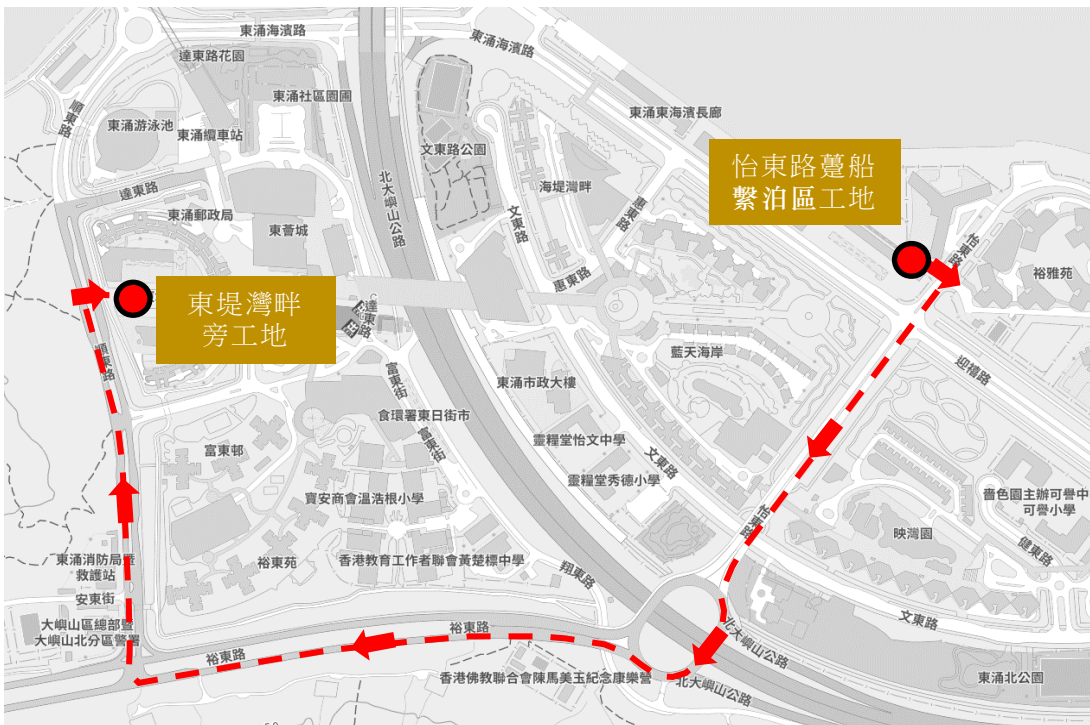 東涌海濱路
東涌海濱路
達東路花園
順東路
東涌社區園圃
東涌游泳池
東涌纜車站
文東路公園
東涌東海濱長廊
怡東路躉船
繫泊區工地
達東路
北大嶼山公路
海堤灣畔
惠東路
文東路
東涌郵政局
東薈城
怡東路
裕雅苑
惠東路
東堤灣畔
旁工地
達東路
順東路
藍天海岸
迎禧路
富東街
東涌市政大樓
食環署東日街市
富東邨
富東街
靈糧堂怡文中學
文東路
靈糧堂秀德小學
寶安商會溫浩根小學
嗇色園主辦可譽中
可譽小學
怡東路
映灣園
健東路
東涌消防局暨
救護站
裕東苑
香港教育工作者聯會黃楚標中學
翔東路
安東街
文東路
大嶼山區總部暨
大嶼山北分區警署
裕東路
裕東路
北大嶼山公路
香港佛教聯合會陳馬美玉紀念康樂營
北大嶼山公路
東涌北公園